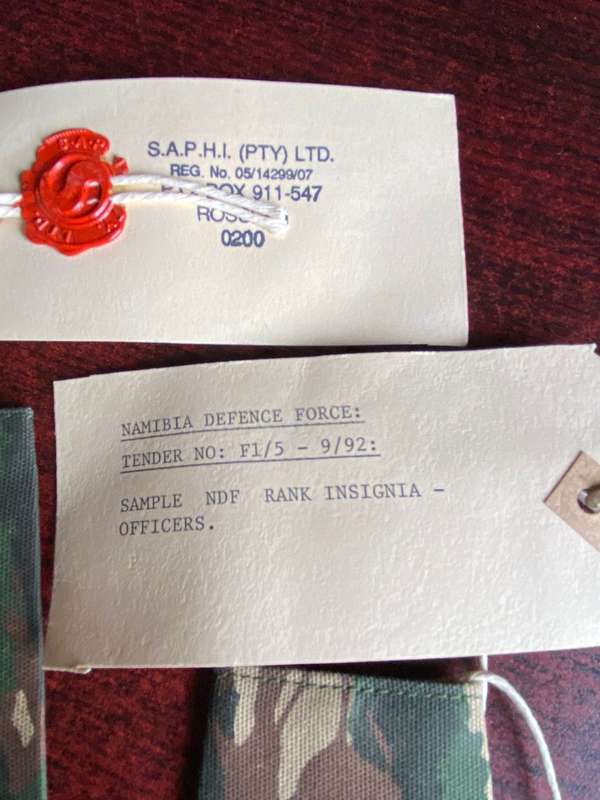 S.A.P.H.I. (PTY) LTD.
REG. No. 05/14299/07
BOX 911-547
0200
NAMIBIA DEFENCE FORCE:
TENDER NO: F1/5 - 9/92:
SAMPLE NDF RANK INSIGNIA -
OFFICERS.